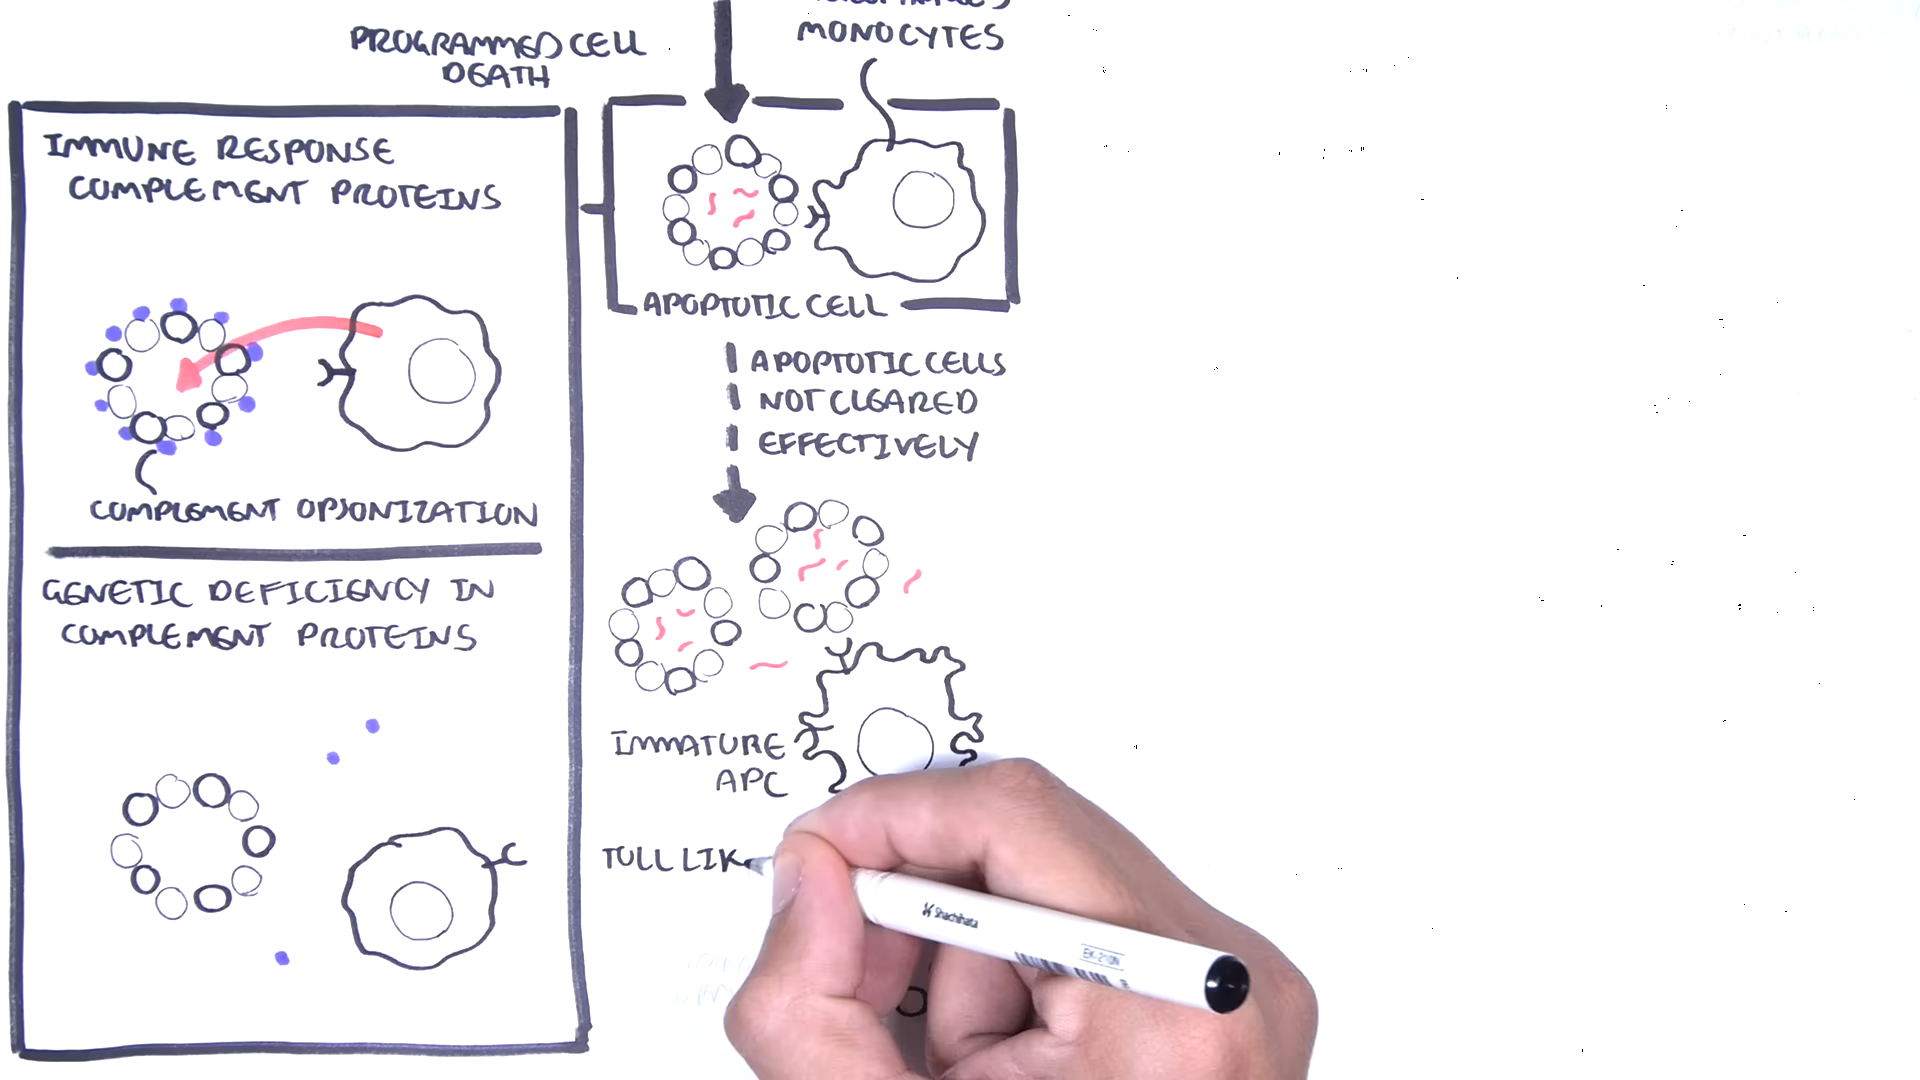 PROGRAMMED CELL
DEATH
MONOCYTES
IMMUNE RESPONSE
COMPLEMENT PROTEINS
COMPLEMENT OPSONIZATION
GENETIC DEFICIENCY IN
COMPLEMENT PROTEINS
APOPTOTIC CELL
APOPTOTIC CELLS
NOT CLEARED
EFFECTIVELY
IMMATURE
APC
TOLL LIK
Shachihata